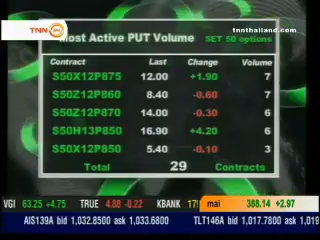 TNN 24
tnnthailand.com
Most Active PUT Volume
SET 50 options
Contract Last Change Volume
S50X12P875 12.00 +1.90 7
S50Z12P860 8.40 -0.60 7
S50Z12P870 14.00 -0.30 6
S50H13P850 16.90 +4.20 6
S50X12P850 5.40 -0.10 3
Total 29 Contracts
VGI 63.25 +4.75 TRUE 4.88 -0.22 KBANK 17 mai 388.14 +2.97
AIS139A bid 1,032.8500 ask 1,033.6800 TLT146A bid 1,017.7800 ask 1,019